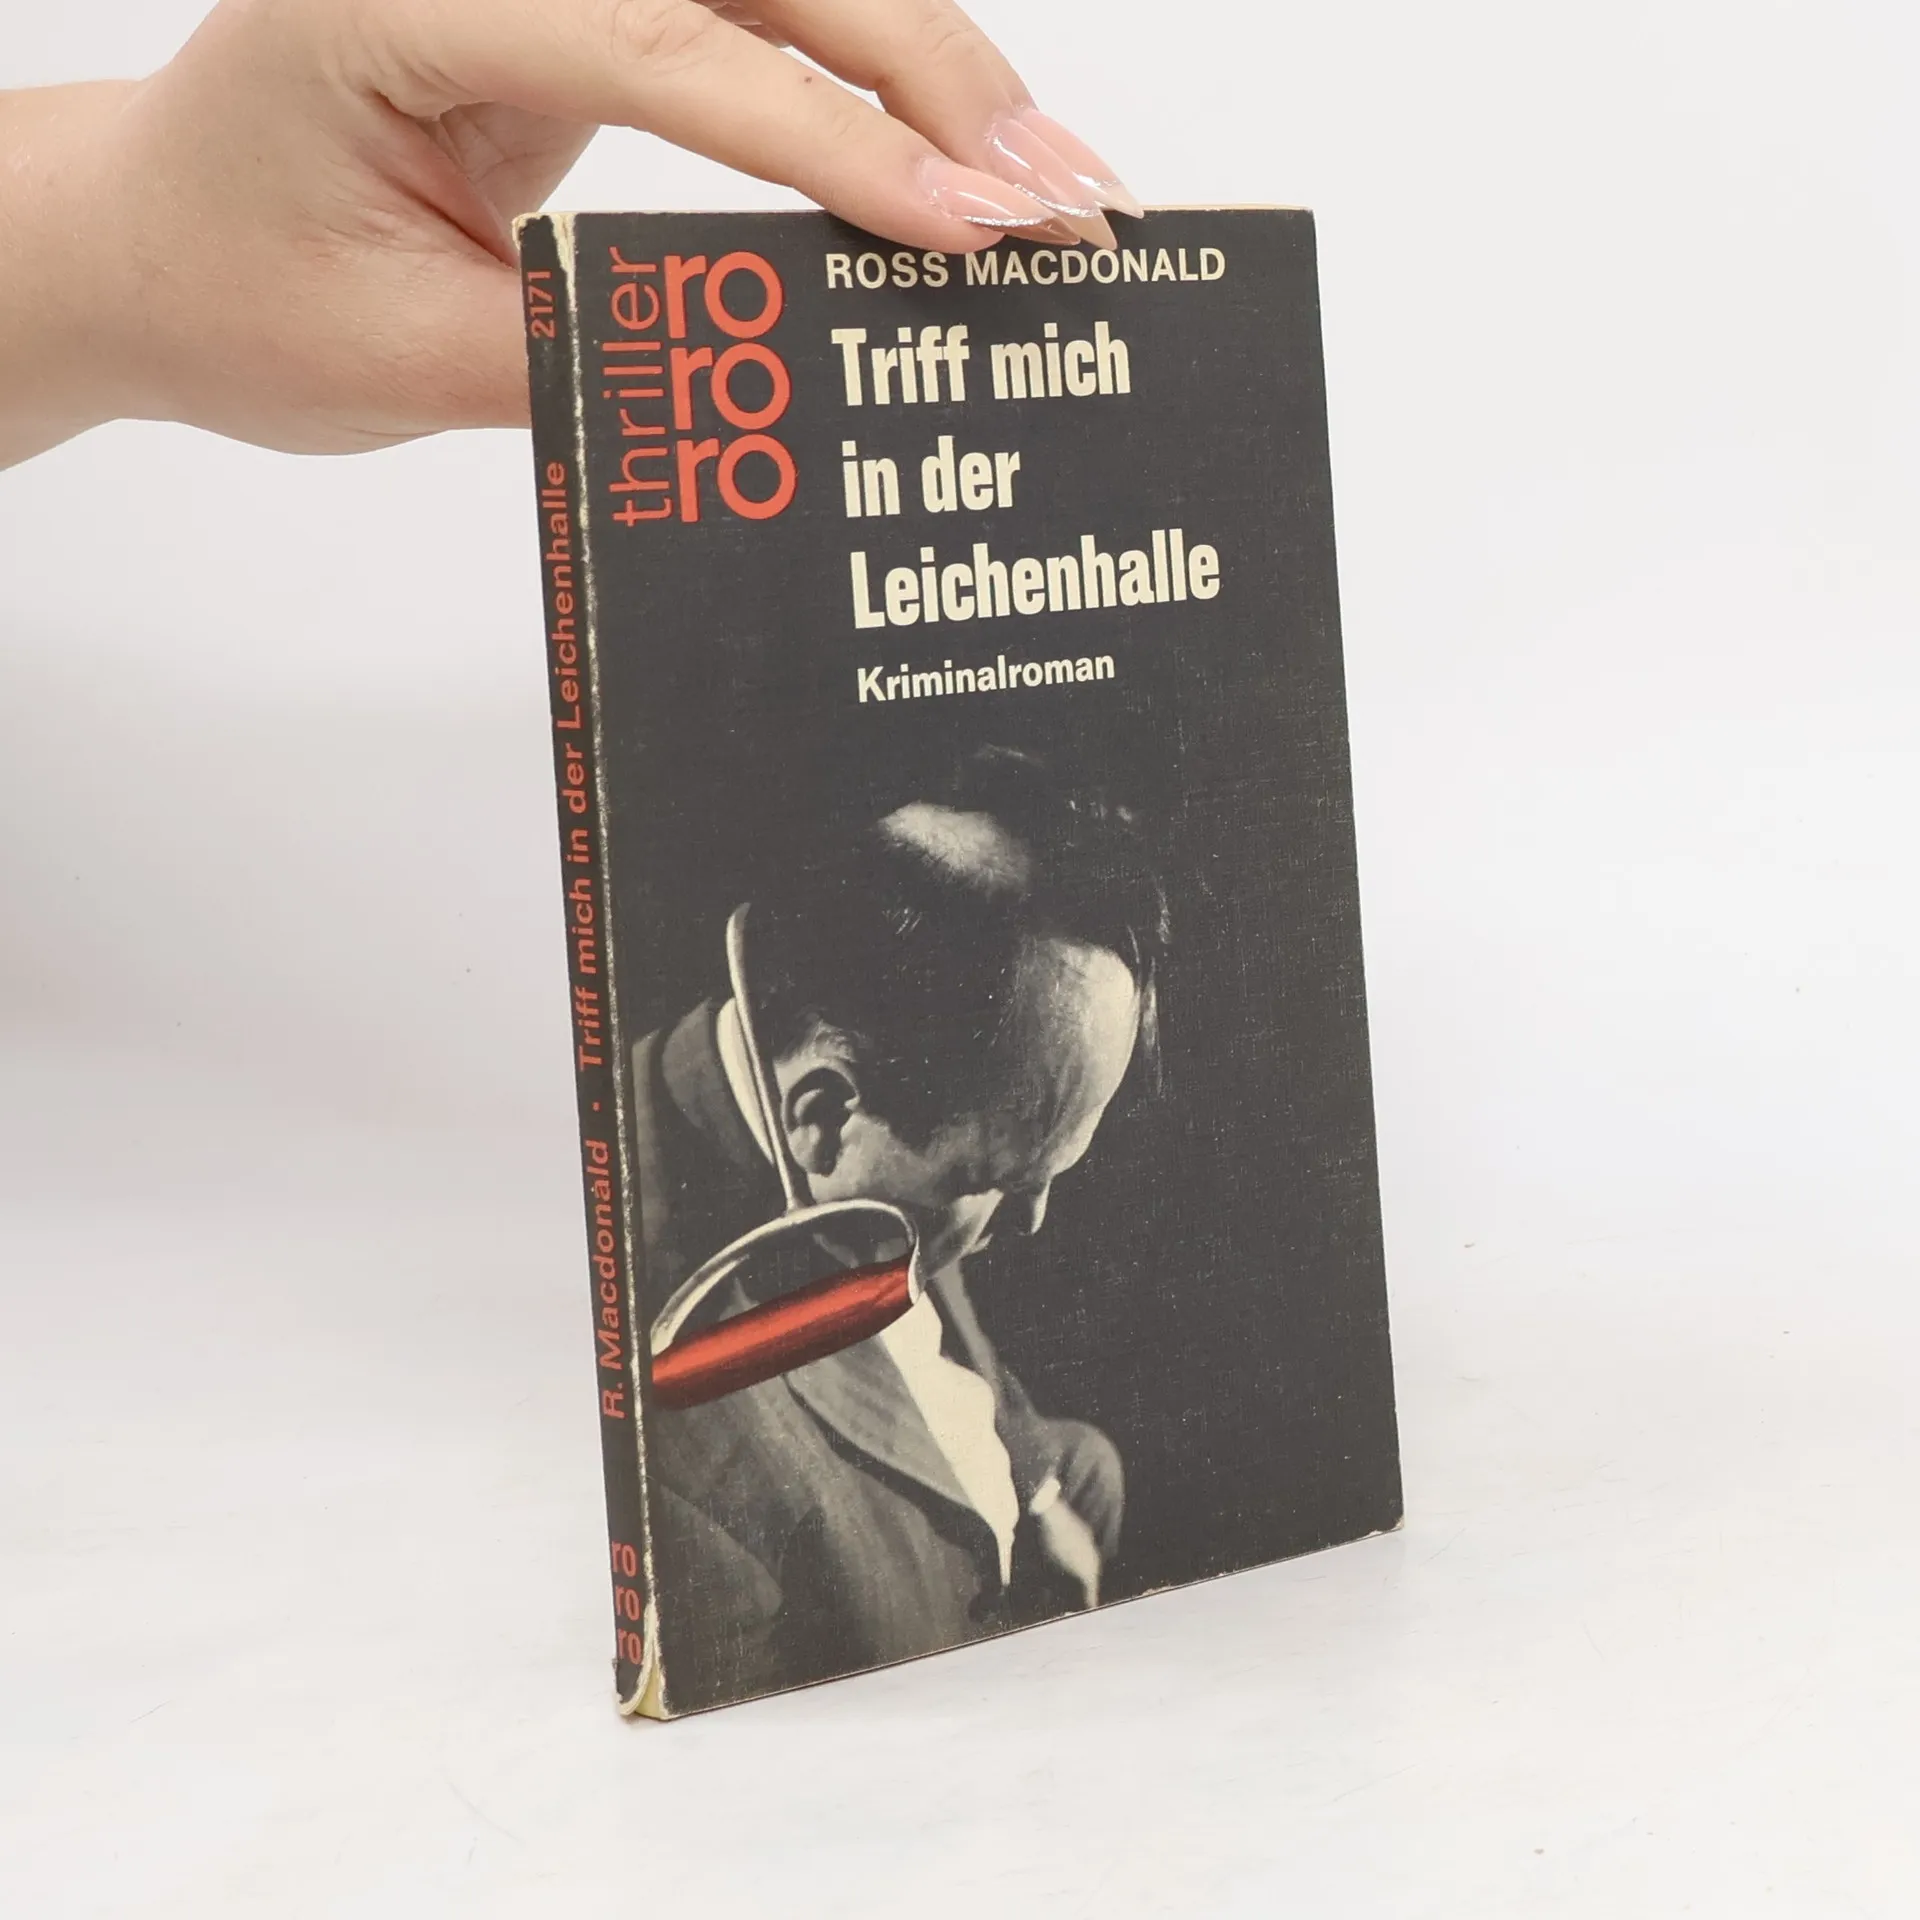 ROSS MACDONALD
thriller
ro
ro
ro
Triff mich
in der
Leichenhalle
Kriminalroman
2171
R. Macdonald · Triff mich in der Leichenhalle
ro
ro
ro